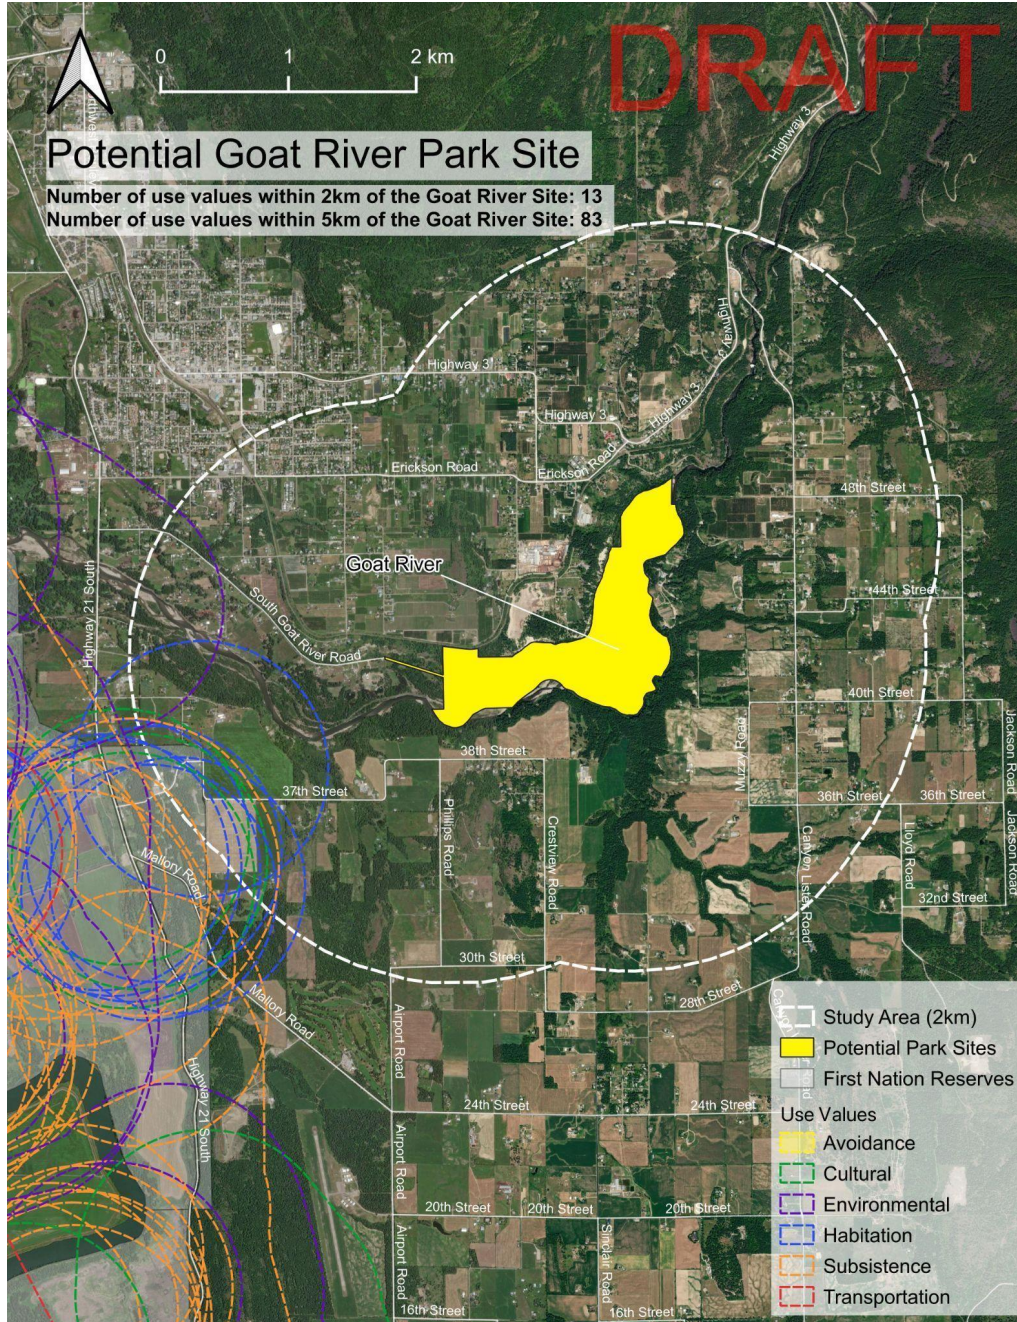 DRAFT
0 1 2 km
Potential Goat River Park Site
Number of use values within 2km of the Goat River Site: 13
Number of use values within 5km of the Goat River Site: 83
Highway 3
Highway 3
Highway 3
Highway 3
Highway 3
Erickson Road
Erickson Road
48th Street
Goat River
44th Street
South Goat River Road
Highway 21 South
40th Street
Jackson Road
38th Street
Muzzy Road
37th Street
36th Street
36th Street
Phillips Road
Crestview Road
Canyon Lister Road
Lloyd Road
Jackson Road
Mallory Road
32nd Street
30th Street
28th Street
Mallory Road
Airport Road
Highway 21 South
24th Street
24th Street
Airport Road
20th Street
20th Street
20th Street
Airport Road
Sinclair Road
16th Street
16th Street
Study Area (2km)
Potential Park Sites
First Nation Reserves
Use Values
Avoidance
Cultural
Environmental
Habitation
Subsistence
Transportation